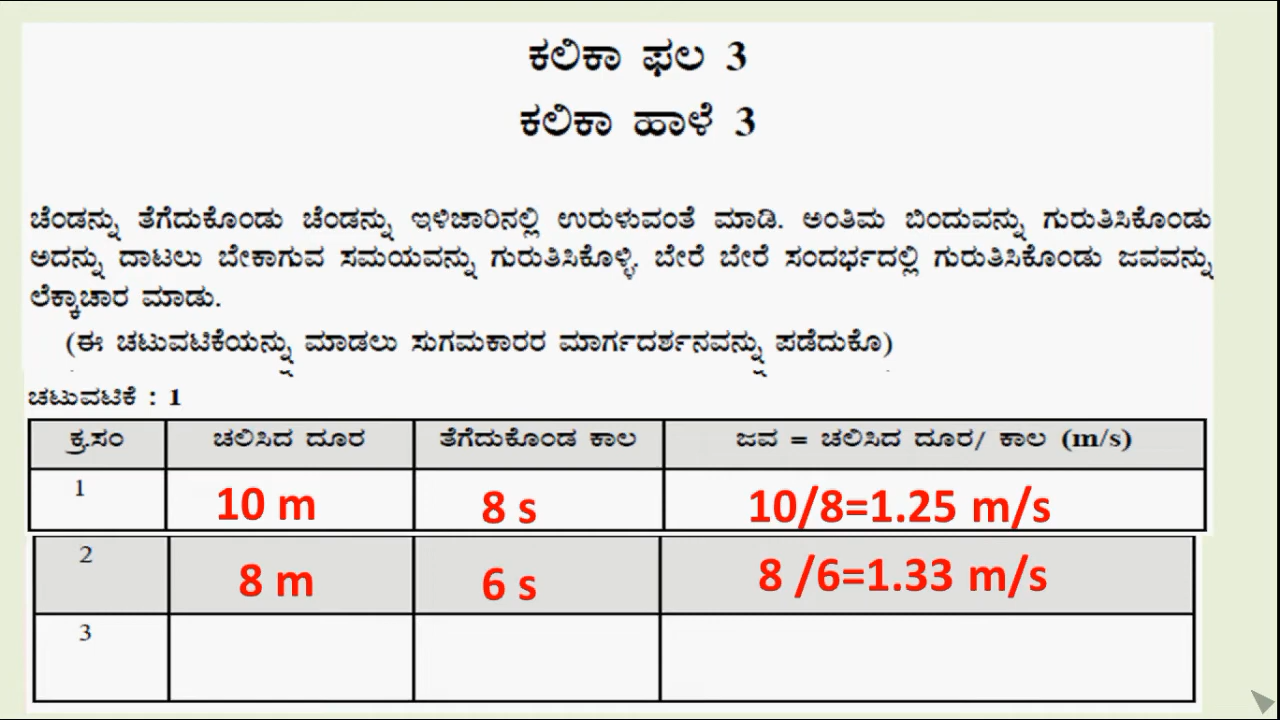 ಕಲಿಕಾ ಫಲ 3
ಕಲಿಕಾ ಹಾಳೆ 3
ಚೆಂಡನ್ನು ತೆಗೆದುಕೊಂಡು ಚೆಂಡನ್ನು ಇಳಿಜಾರಿನಲ್ಲಿ ಉರುಳುವಂತೆ ಮಾಡಿ. ಅಂತಿಮ ಬಿಂದುವನ್ನು ಗುರುತಿಸಿಕೊಂಡು
ಅದನ್ನು ದಾಟಲು ಬೇಕಾಗುವ ಸಮಯವನ್ನು ಗುರುತಿಸಿಕೊಳ್ಳಿ. ಬೇರೆ ಬೇರೆ ಸಂದರ್ಭದಲ್ಲಿ ಗುರುತಿಸಿಕೊಂಡು ಜವವನ್ನು
ಲೆಕ್ಕಾಚಾರ ಮಾಡು.
(ಈ ಚಟುವಟಿಕೆಯನ್ನು ಮಾಡಲು ಸುಗಮಕಾರರ ಮಾರ್ಗದರ್ಶನವನ್ನು ಪಡೆದುಕೊ)
ಚಟುವಟಿಕೆ : 1
ಕ್ರ.ಸಂ ಚಲಿಸಿದ ದೂರ ತೆಗೆದುಕೊಂಡ ಕಾಲ ಜವ = ಚಲಿಸಿದ ದೂರ/ ಕಾಲ (m/s)
1 10 m 8 s 10/8=1.25 m/s
2 8 m 6 s 8 /6=1.33 m/s
3